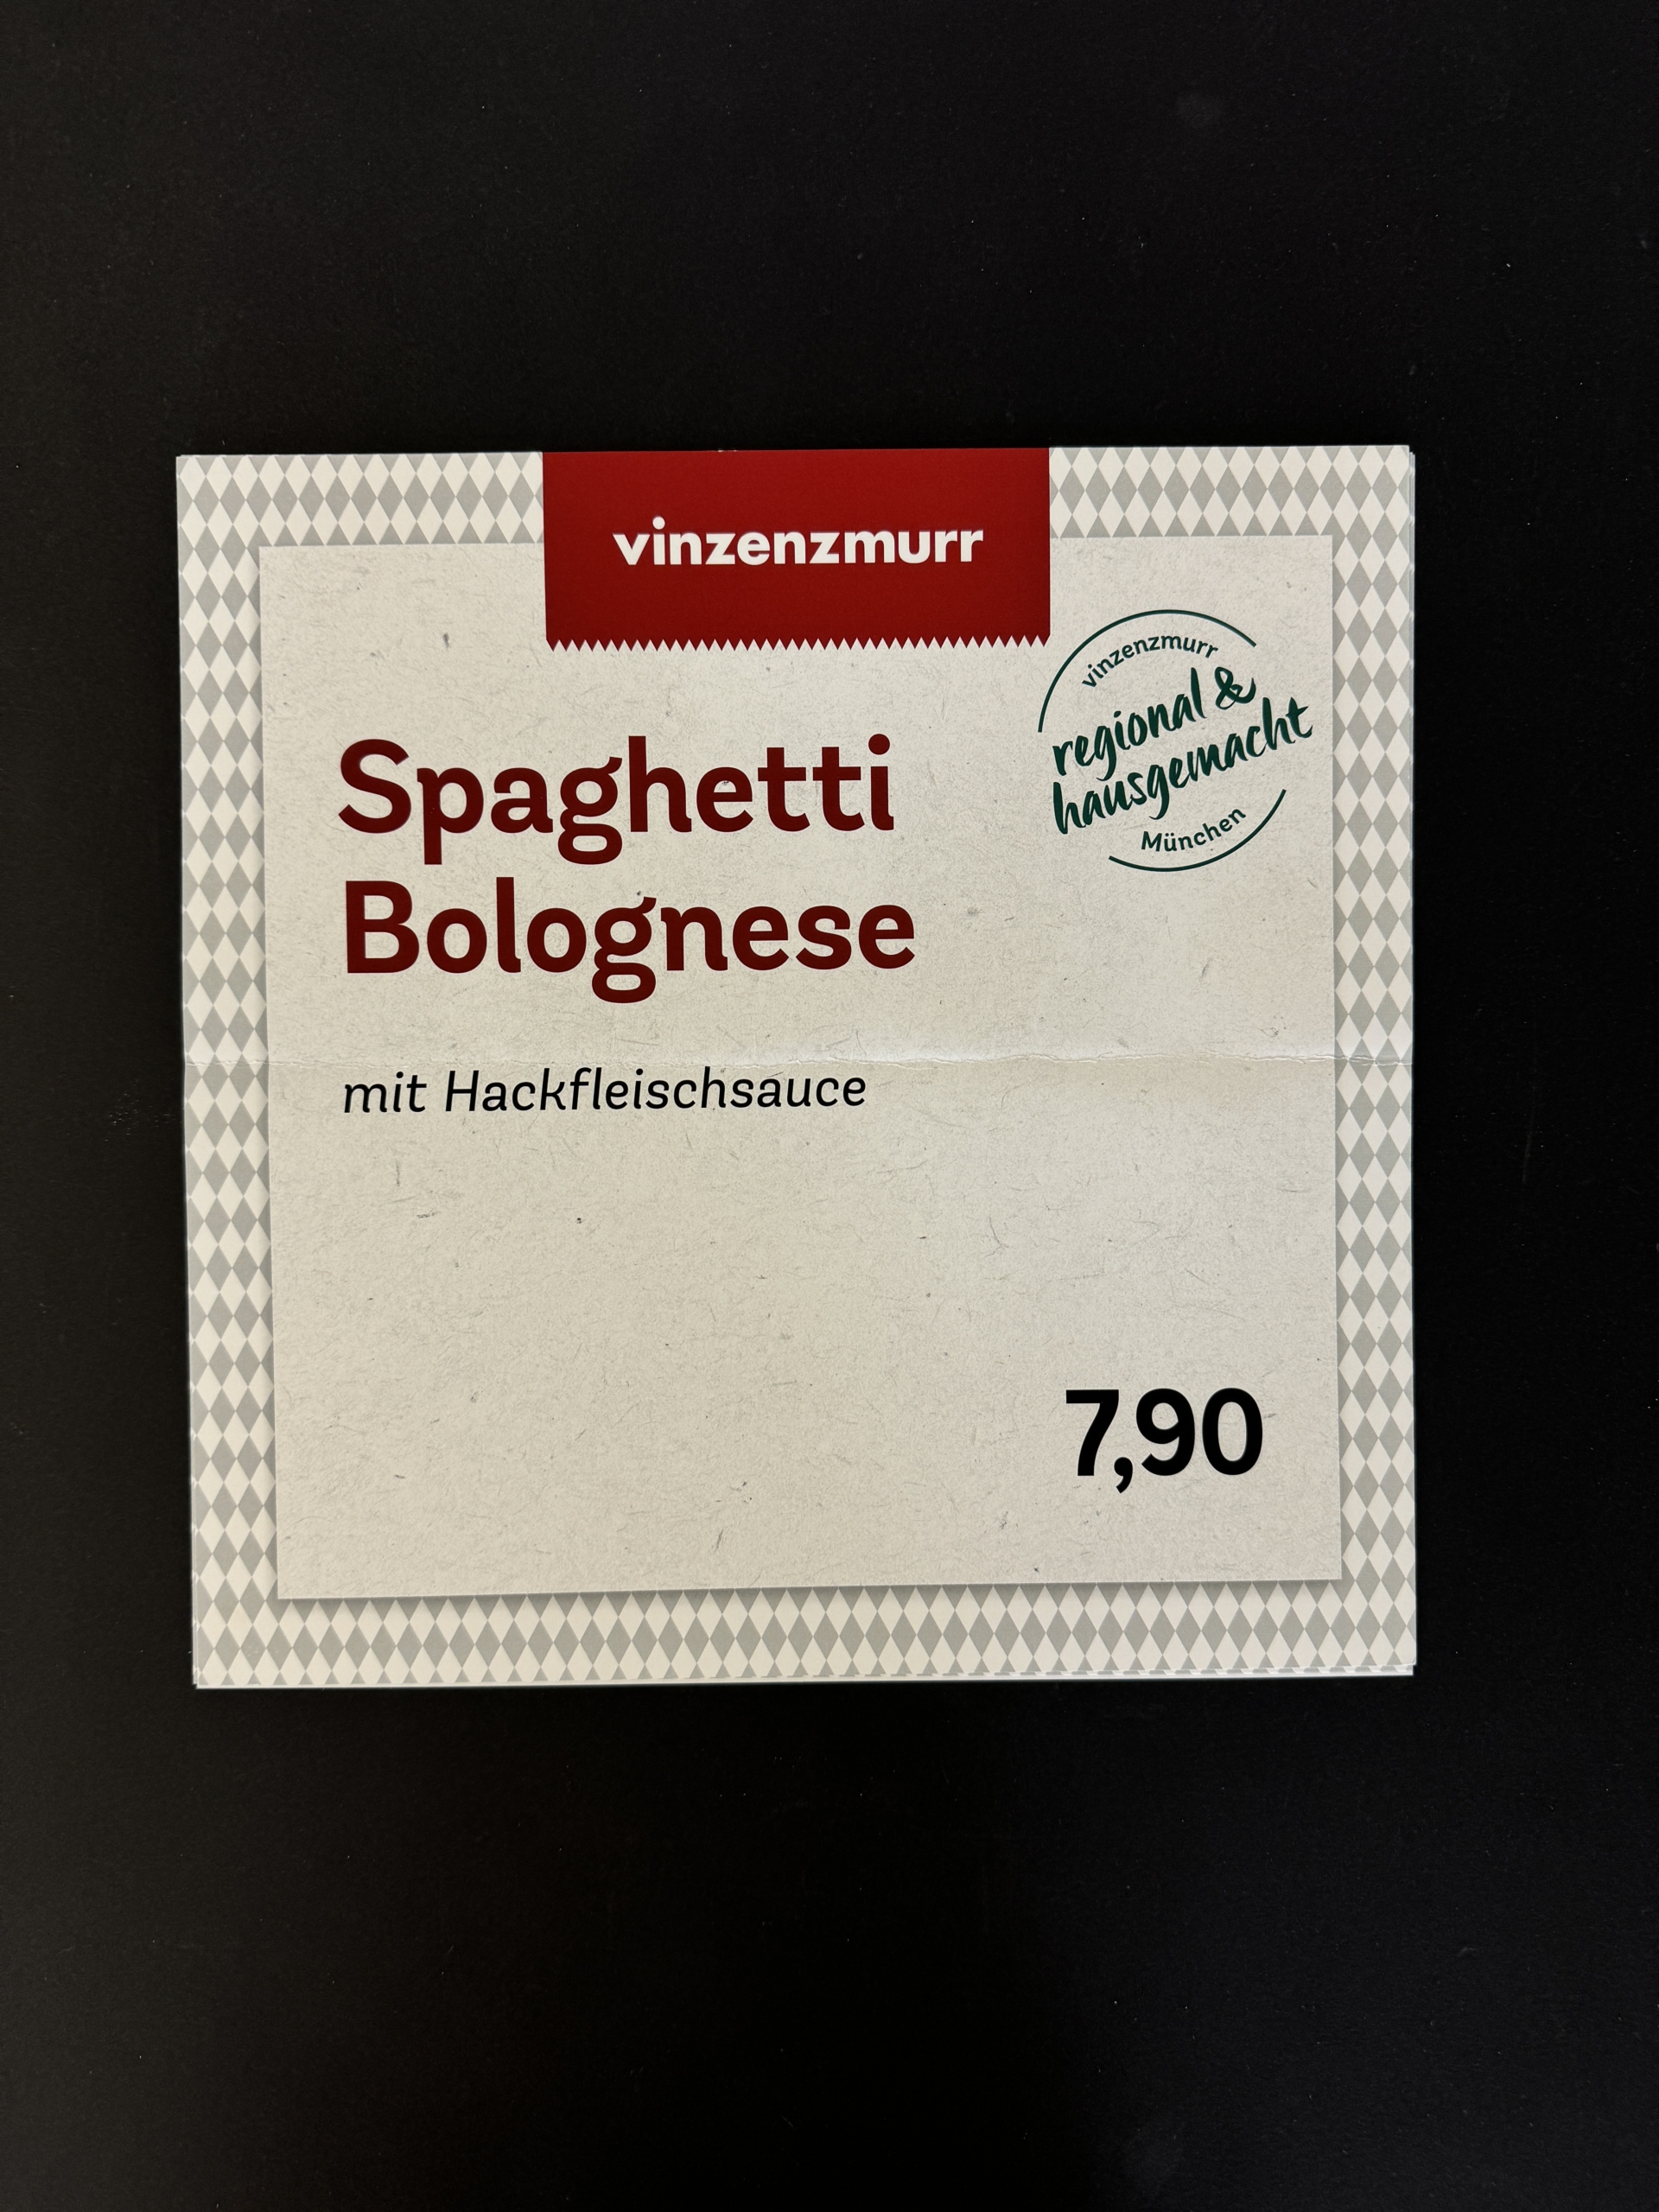 vinzenzmurr
vinzenzmurr
regional &
hausgemacht
München
Spaghetti
Bolognese
mit Hackfleischsauce
7,90